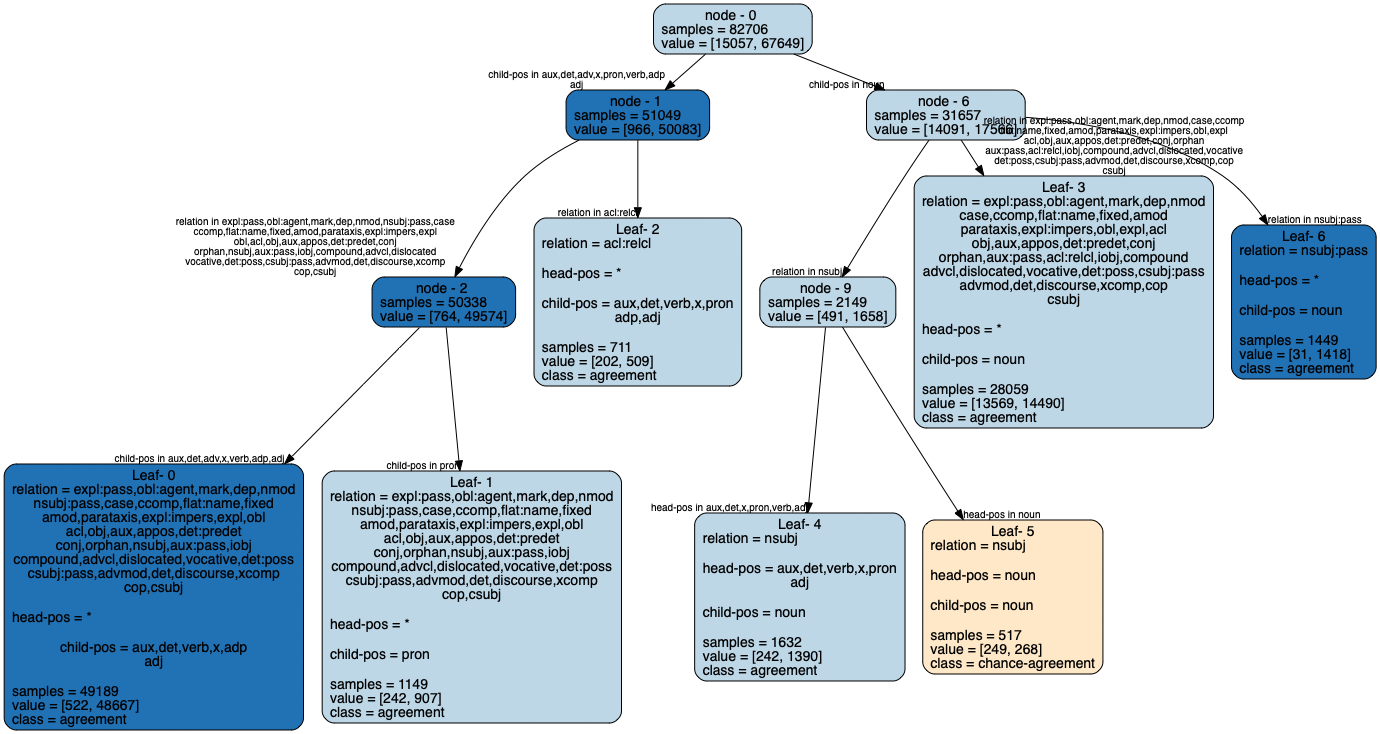 node - 0
samples = 82706
value = [15057, 67649]
child-pos in aux,det,adv,x,pron,verb,adp
adj
child-pos in noun
node - 1
samples = 51049
value = [966, 50083]
node - 6
samples = 31657
value = [14091, 17566]
relation in expl:pass,obl:agent,mark,dep,nmod,case,ccomp
flat:name,fixed,amod,parataxis,expl:impers,obl,expl
acl,obj,aux,appos,det:predet,conj,orphan
aux:pass,acl:relcl,iobj,compound,advcl,dislocated,vocative
det:poss,csubj:pass,advmod,det,discourse,xcomp,cop
csubj
relation in expl:pass,obl:agent,mark,dep,nmod,nsubj:pass,case
ccomp,flat:name,fixed,amod,parataxis,expl:impers,expl
obl,acl,obj,aux,appos,det:predet,conj
orphan,nsubj,aux:pass,iobj,compound,advcl,dislocated
vocative,det:poss,csubj:pass,advmod,det,discourse,xcomp
cop,csubj
relation in acl:relcl
Leaf- 2
relation = acl:relcl
head-pos = *
child-pos = aux,det,verb,x,pron
adp,adj
samples = 711
value = [202, 509]
class = agreement
relation in nsubj
Leaf- 3
relation = expl:pass,obl:agent,mark,dep,nmod
case,ccomp,flat:name,fixed,amod
parataxis,expl:impers,obl,expl,acl
obj,aux,appos,det:predet,conj
orphan,aux:pass,acl:relcl,iobj,compound
advcl,dislocated,vocative,det:poss,csubj:pass
advmod,det,discourse,xcomp,cop
csubj
head-pos = *
child-pos = noun
samples = 28059
value = [13569, 14490]
class = agreement
relation in nsubj:pass
Leaf- 6
relation = nsubj:pass
head-pos = *
child-pos = noun
samples = 1449
value = [31, 1418]
class = agreement
node - 2
samples = 50338
value = [764, 49574]
node - 9
samples = 2149
value = [491, 1658]
child-pos in aux,det,adv,x,verb,adp,adj
Leaf- 0
relation = expl:pass,obl:agent,mark,dep,nmod
nsubj:pass,case,ccomp,flat:name,fixed
amod,parataxis,expl:impers,expl,obl
acl,obj,aux,appos,det:predet
conj,orphan,nsubj,aux:pass,iobj
compound,advcl,dislocated,vocative,det:poss
csubj:pass,advmod,det,discourse,xcomp
cop,csubj
head-pos = *
child-pos = aux,det,verb,x,adp
adj
samples = 49189
value = [522, 48667]
class = agreement
child-pos in pron
Leaf- 1
relation = expl:pass,obl:agent,mark,dep,nmod
nsubj:pass,case,ccomp,flat:name,fixed
amod,parataxis,expl:impers,expl,obl
acl,obj,aux,appos,det:predet
conj,orphan,nsubj,aux:pass,iobj
compound,advcl,dislocated,vocative,det:poss
csubj:pass,advmod,det,discourse,xcomp
cop,csubj
head-pos = *
child-pos = pron
samples = 1149
value = [242, 907]
class = agreement
head-pos in aux,det,x,pron,verb,adj
Leaf- 4
relation = nsubj
head-pos = aux,det,verb,x,pron
adj
child-pos = noun
samples = 1632
value = [242, 1390]
class = agreement
head-pos in noun
Leaf- 5
relation = nsubj
head-pos = noun
child-pos = noun
samples = 517
value = [249, 268]
class = chance-agreement